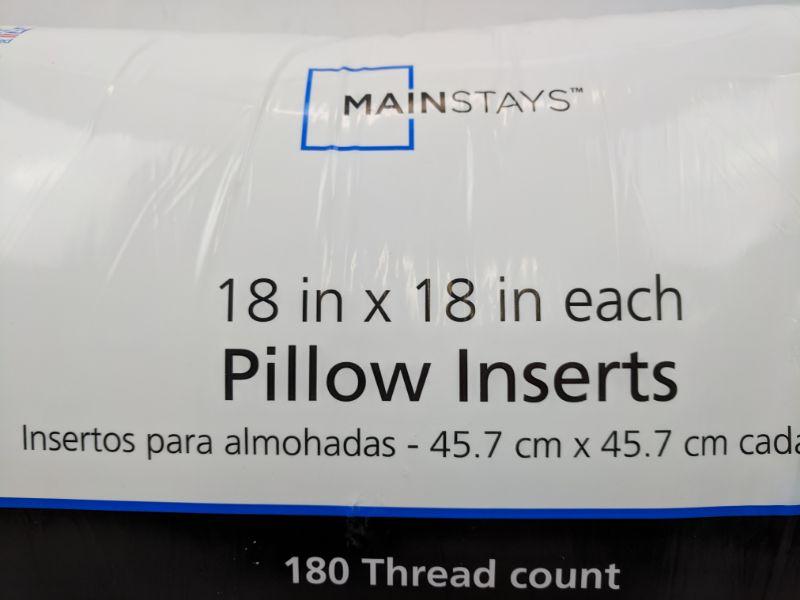 MAINSTAYS™
18 in x 18 in each
Pillow Inserts
Insertos para almohadas - 45.7 cm x 45.7 cm cada
180 Thread count